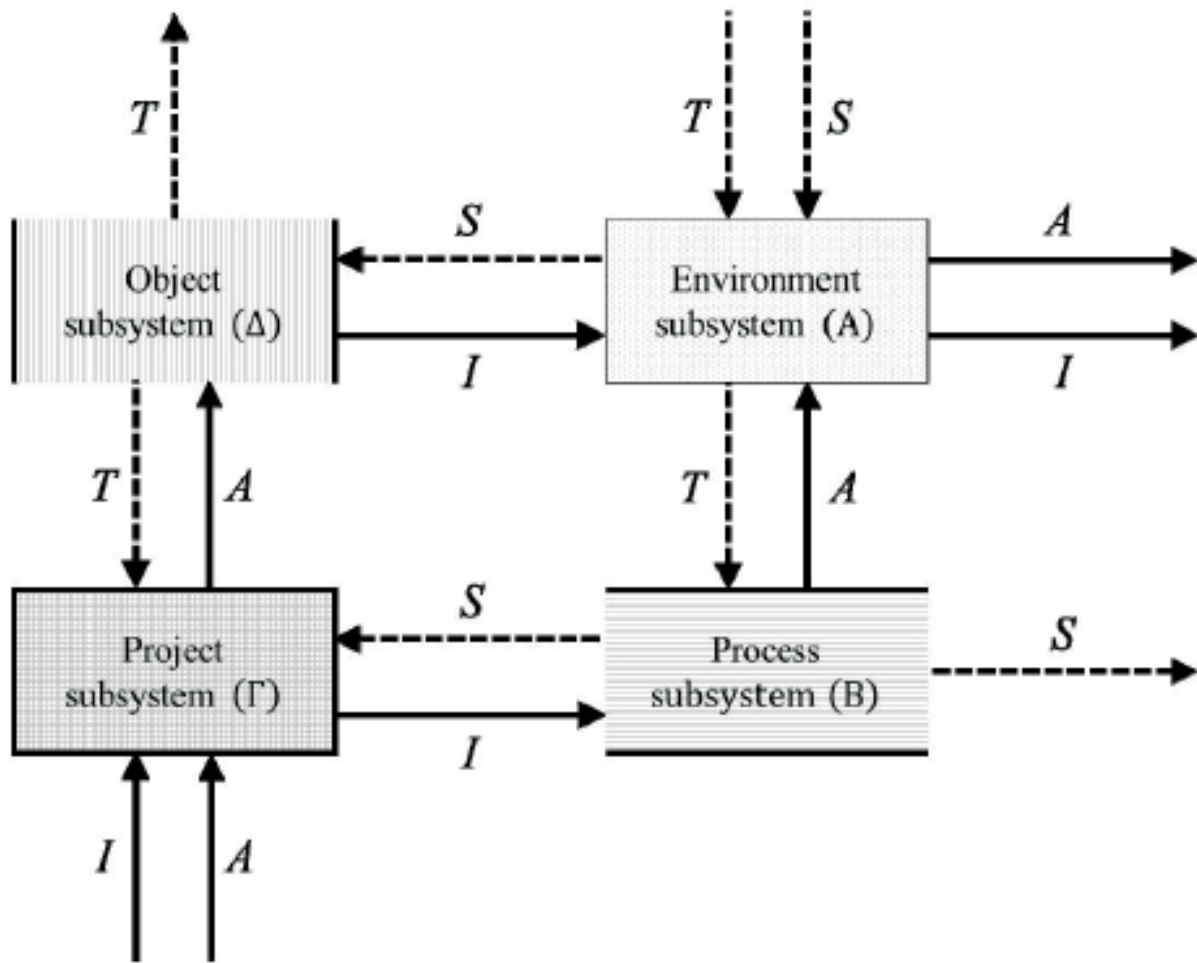 T
T
S
Object
subsystem (Δ)
S
I
Environment
subsystem (A)
A
I
T
A
T
A
Project
subsystem (Γ)
S
I
Process
subsystem (B)
S
I
A